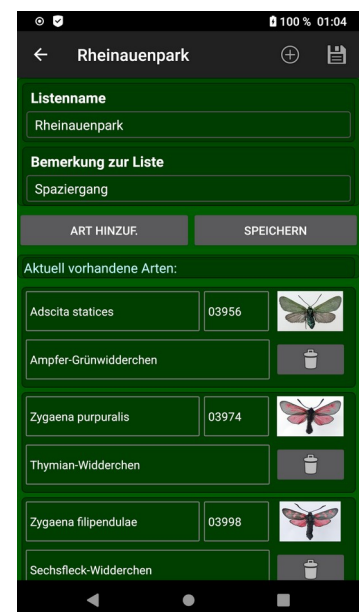 100 % 01:04
Rheinauenpark
Listenname
Rheinauenpark
Bemerkung zur Liste
Spaziergang
ART HINZUF. SPEICHERN
Aktuell vorhandene Arten:
Adscita statices 03956
Ampfer-Grünwidderchen
Zygaena purpuralis 03974
Thymian-Widderchen
Zygaena filipendulae 03998
Sechsfleck-Widderchen